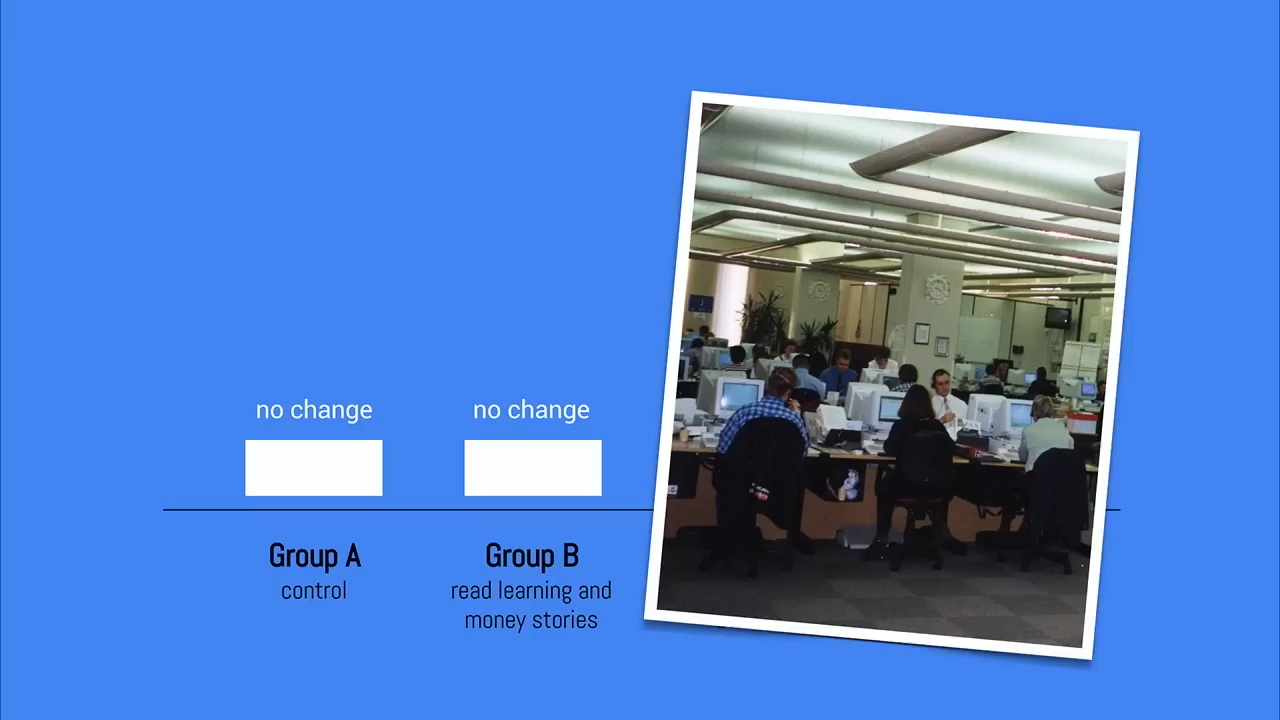 no change
no change
Group A
control
Group B
read learning and
money stories